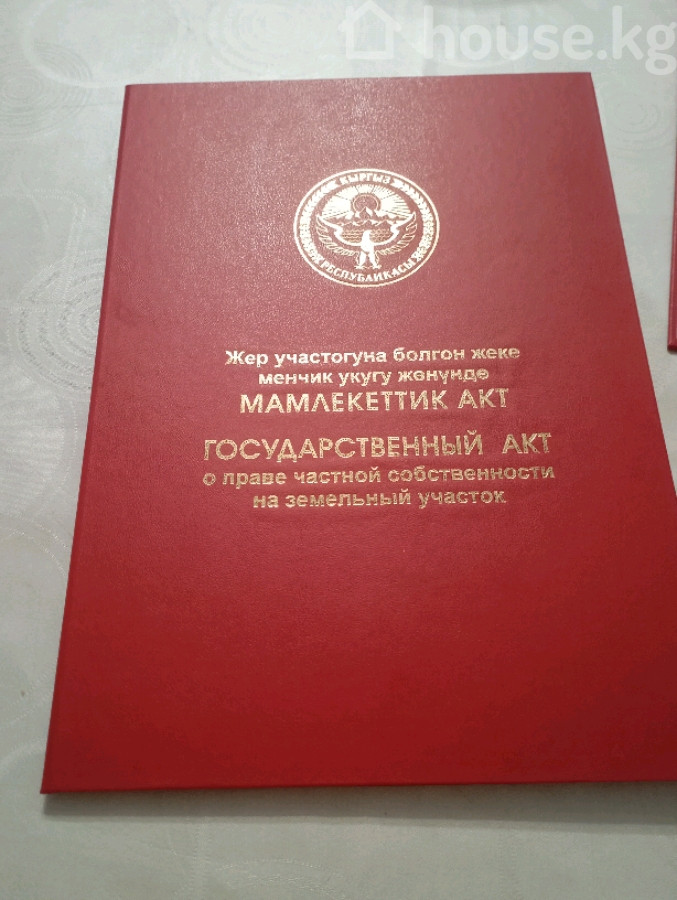 house.kg
КЫРГЫЗ
РЕСПУБЛИКАСЫ
Жер участогуна болгон жеке
менчик укугу жөнүндө
МАМЛЕКЕТТИК АКТ
ГОСУДАРСТВЕННЫЙ АКТ
о праве частной собственности
на земельный участок